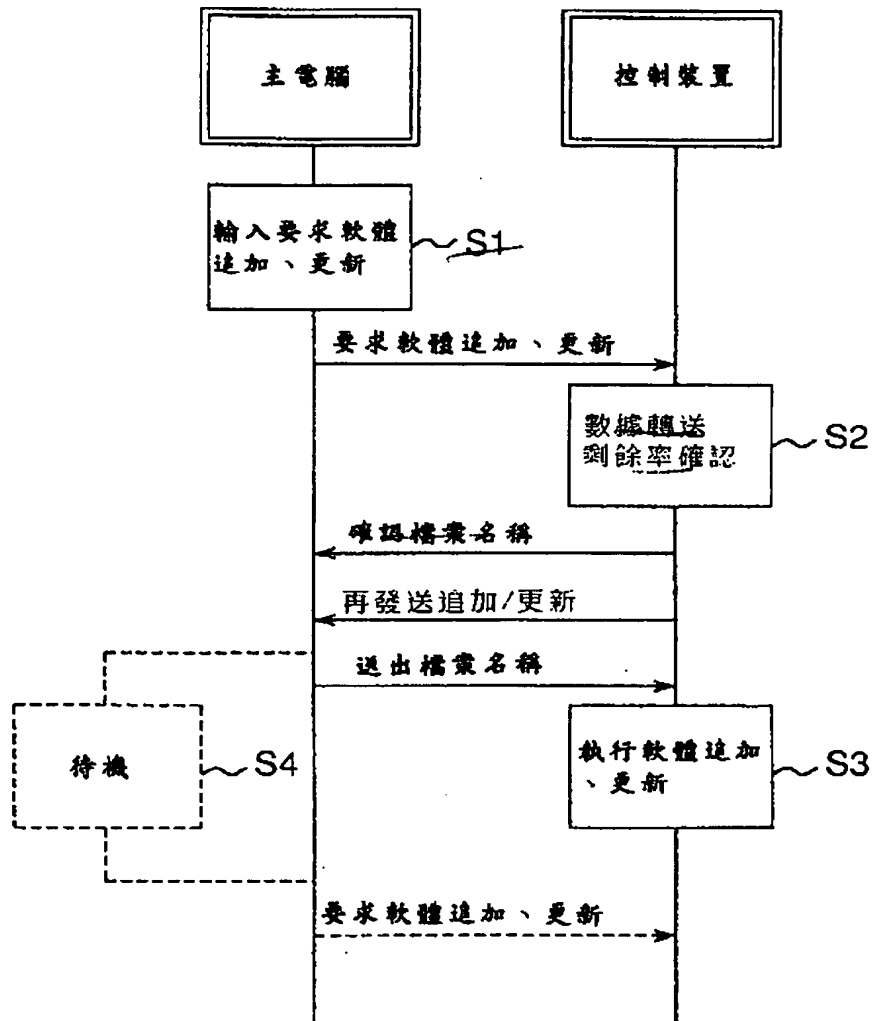 主電腦
控制裝置
輸入要求軟體
追加、更新
S1
要求軟體追加、更新
數據轉送
剩餘率確認
S2
確認檔案名稱
再發送追加/更新
送出檔案名稱
待機
S4
執行軟體追加
、更新
S3
要求軟體追加、更新